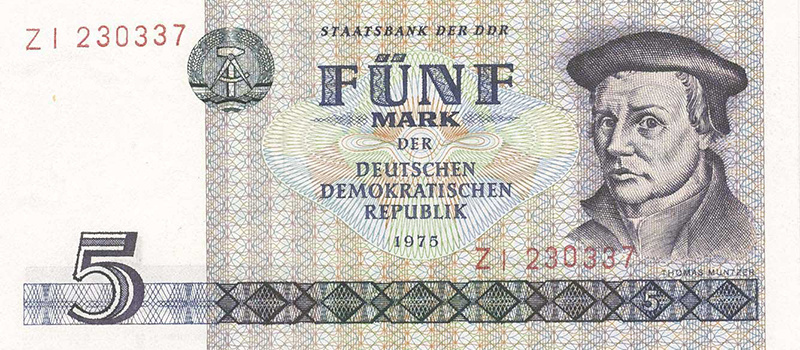 ZI 230337
STAATSBANK DER DDR
FÜNF
MARK
DER
DEUTSCHEN
DEMOKRATISCHEN
REPUBLIK
1975
ZI 230337
THOMAS MÜNTZER
5
5